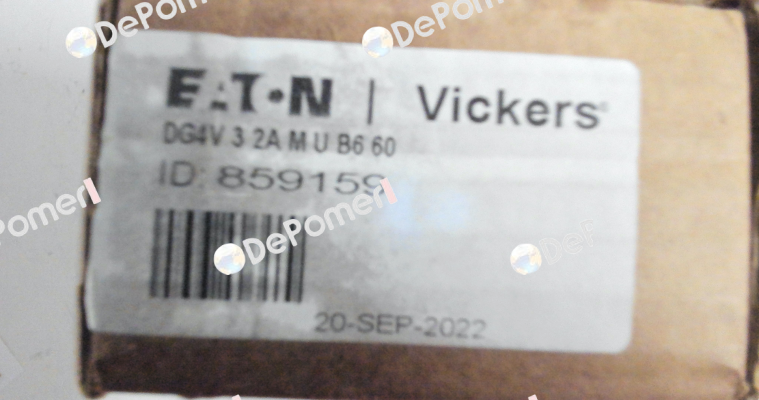 DePomer
DePomer
EATON | Vickers
DG4V 3 2A M U B6 60
ID: 859159
DePomer
DePomer
20-SEP-2022